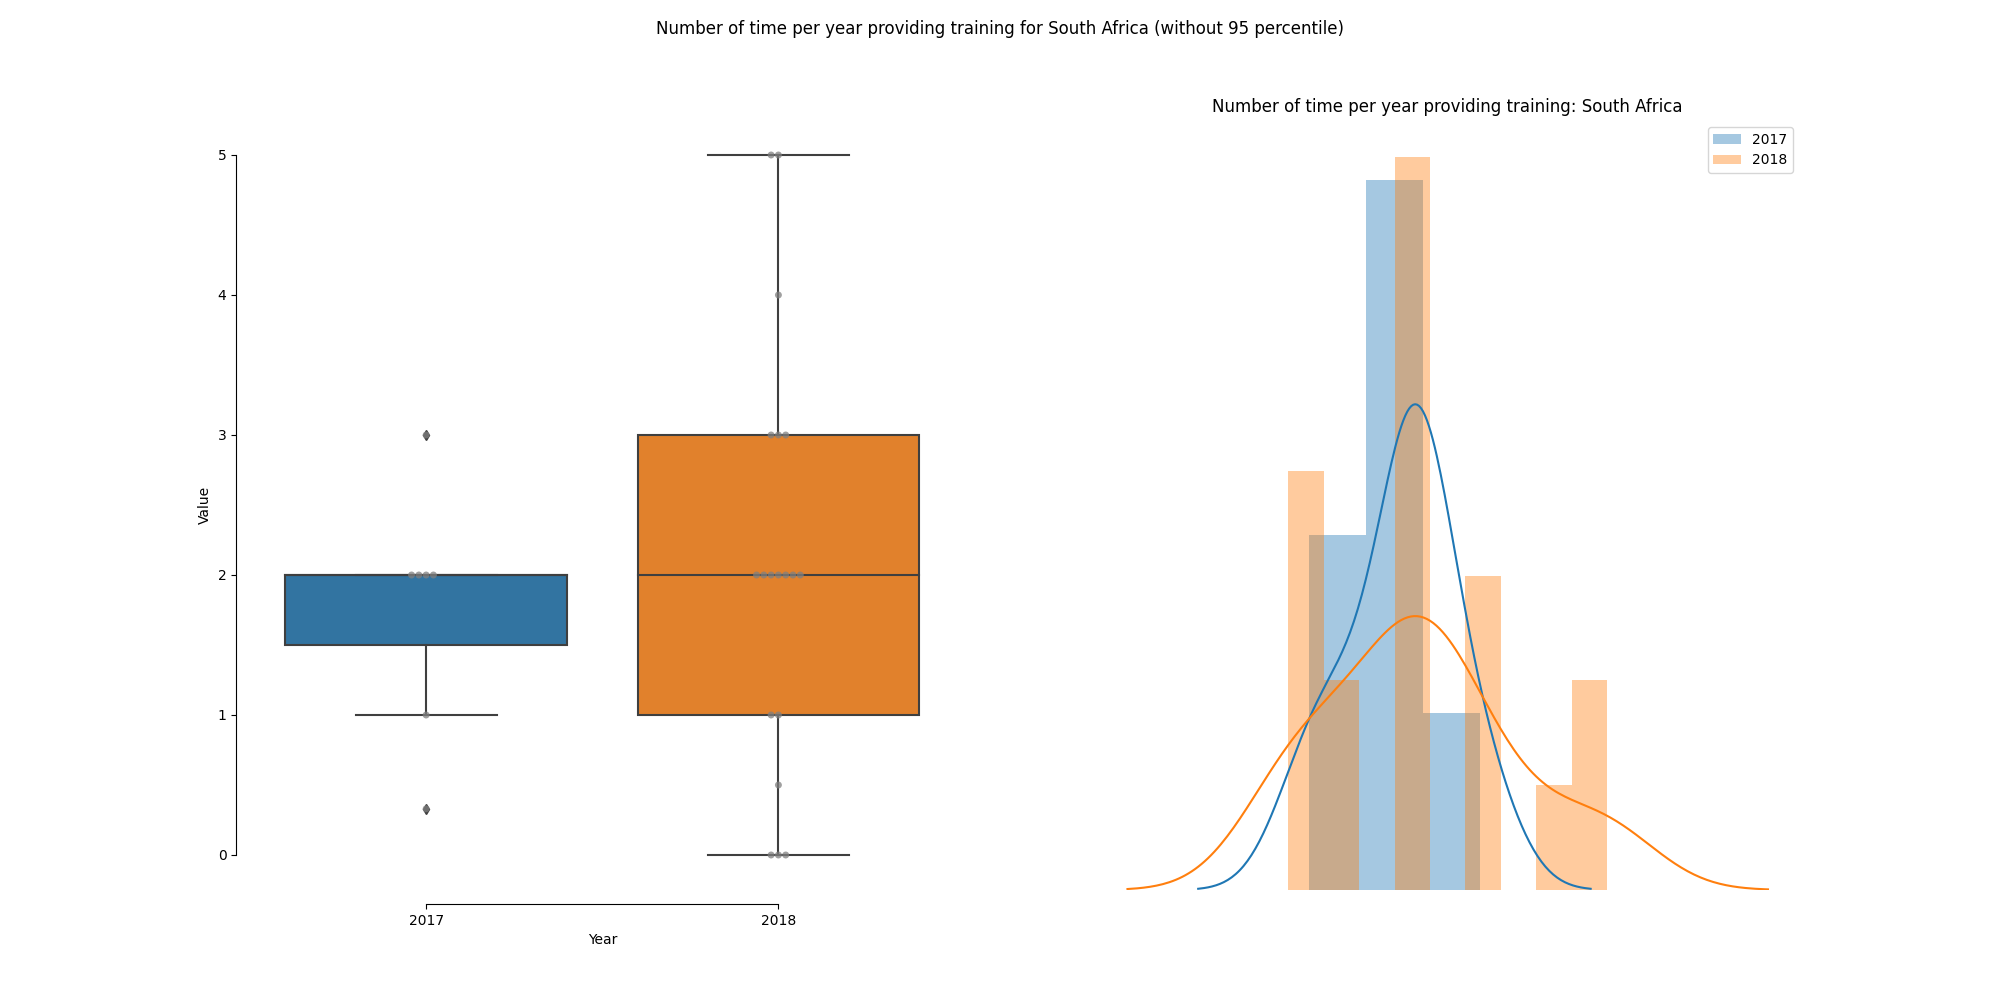 Number of time per year providing training for South Africa (without 95 percentile)
Number of time per year providing training: South Africa
2017
2018
5
4
3
2
1
0
Value
2017
2018
Year